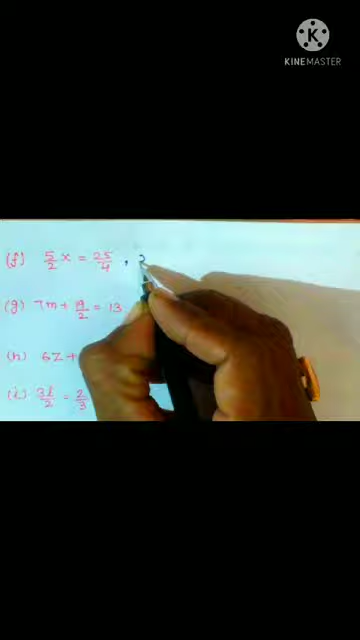 KINEMASTER
(f) 5/2 x = 25/4 ,
(g) 7m + 19/2 = 13
(h) 6z +
(i) 3l/2 = 2/3